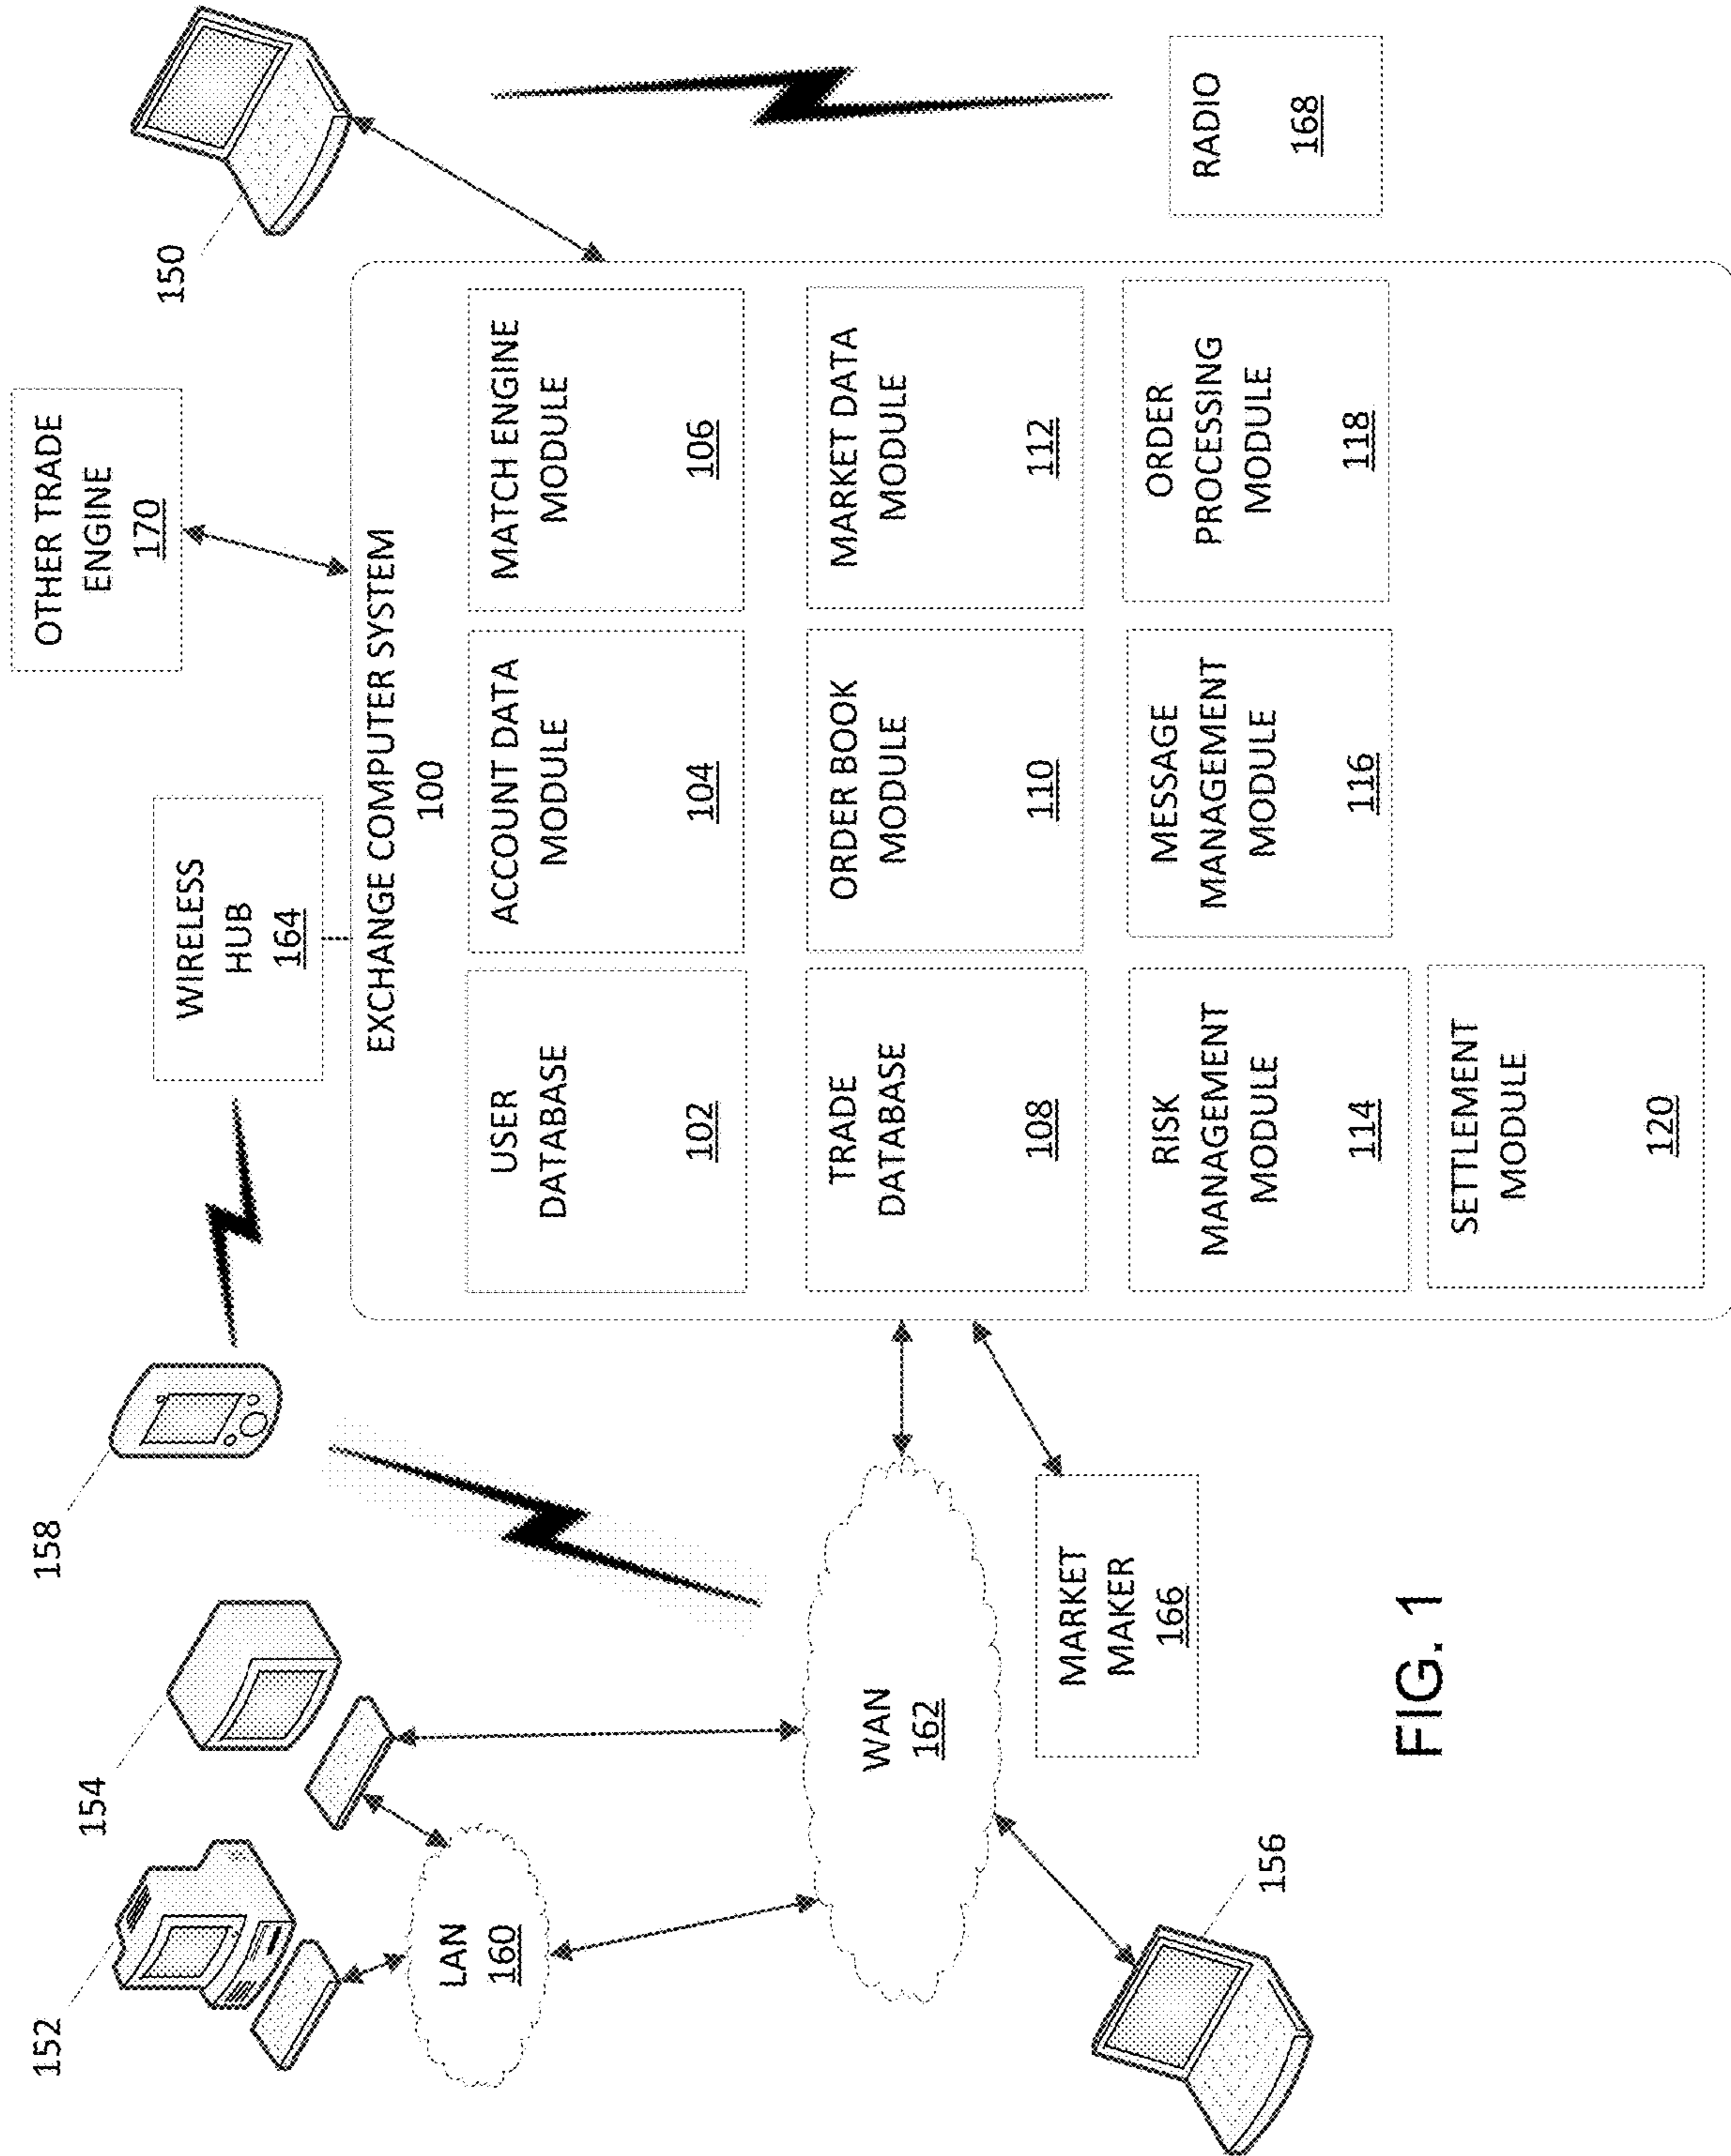 152
154
158
LAN
160
WAN
162
156
MARKET
MAKER
166
WIRELESS
HUB
164
OTHER TRADE
ENGINE
170
150
EXCHANGE COMPUTER SYSTEM
100
USER
DATABASE
102
ACCOUNT DATA
MODULE
104
MATCH ENGINE
MODULE
106
TRADE
DATABASE
108
ORDER BOOK
MODULE
110
MARKET DATA
MODULE
112
RISK
MANAGEMENT
MODULE
114
MESSAGE
MANAGEMENT
MODULE
116
ORDER
PROCESSING
MODULE
118
SETTLEMENT
MODULE
120
RADIO
168
FIG. 1